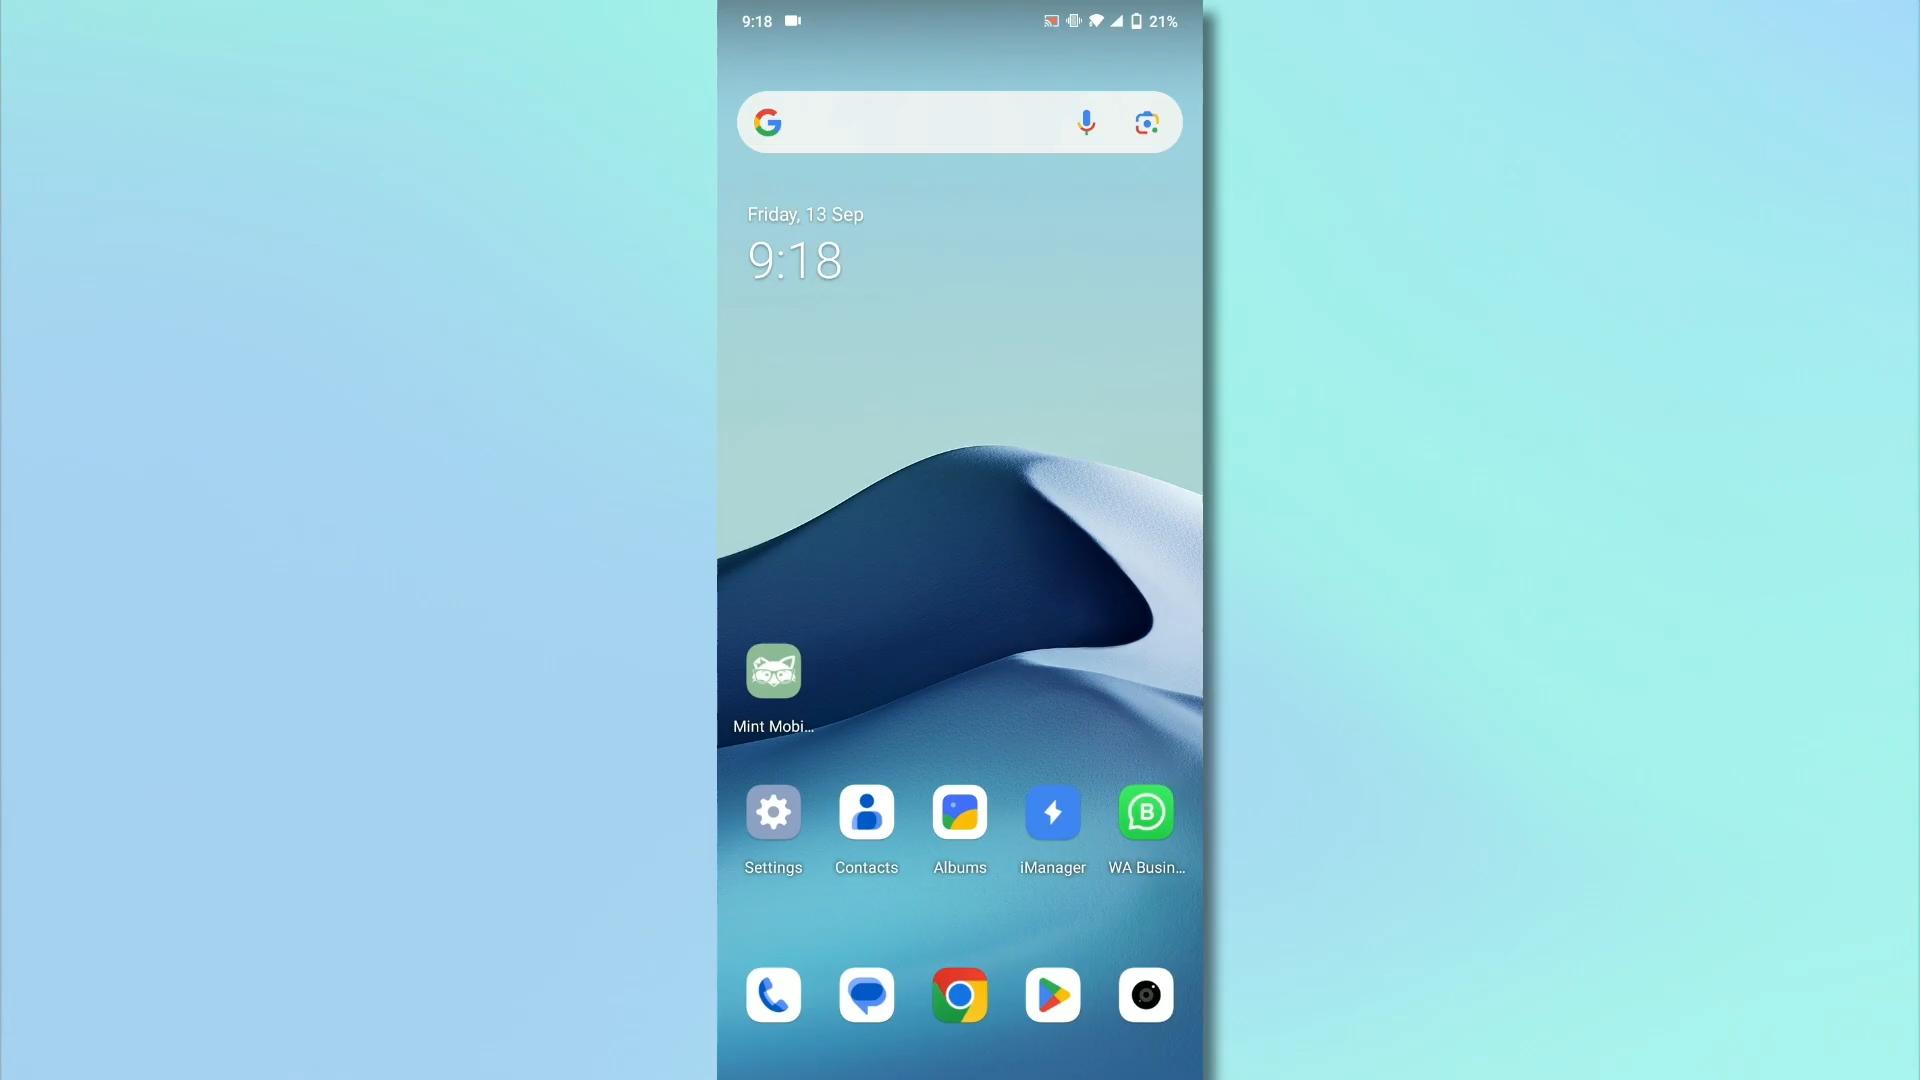 9:18
21%
Friday, 13 Sep
9:18
Mint Mobi...
Settings
Contacts
Albums
iManager
WA Busin...